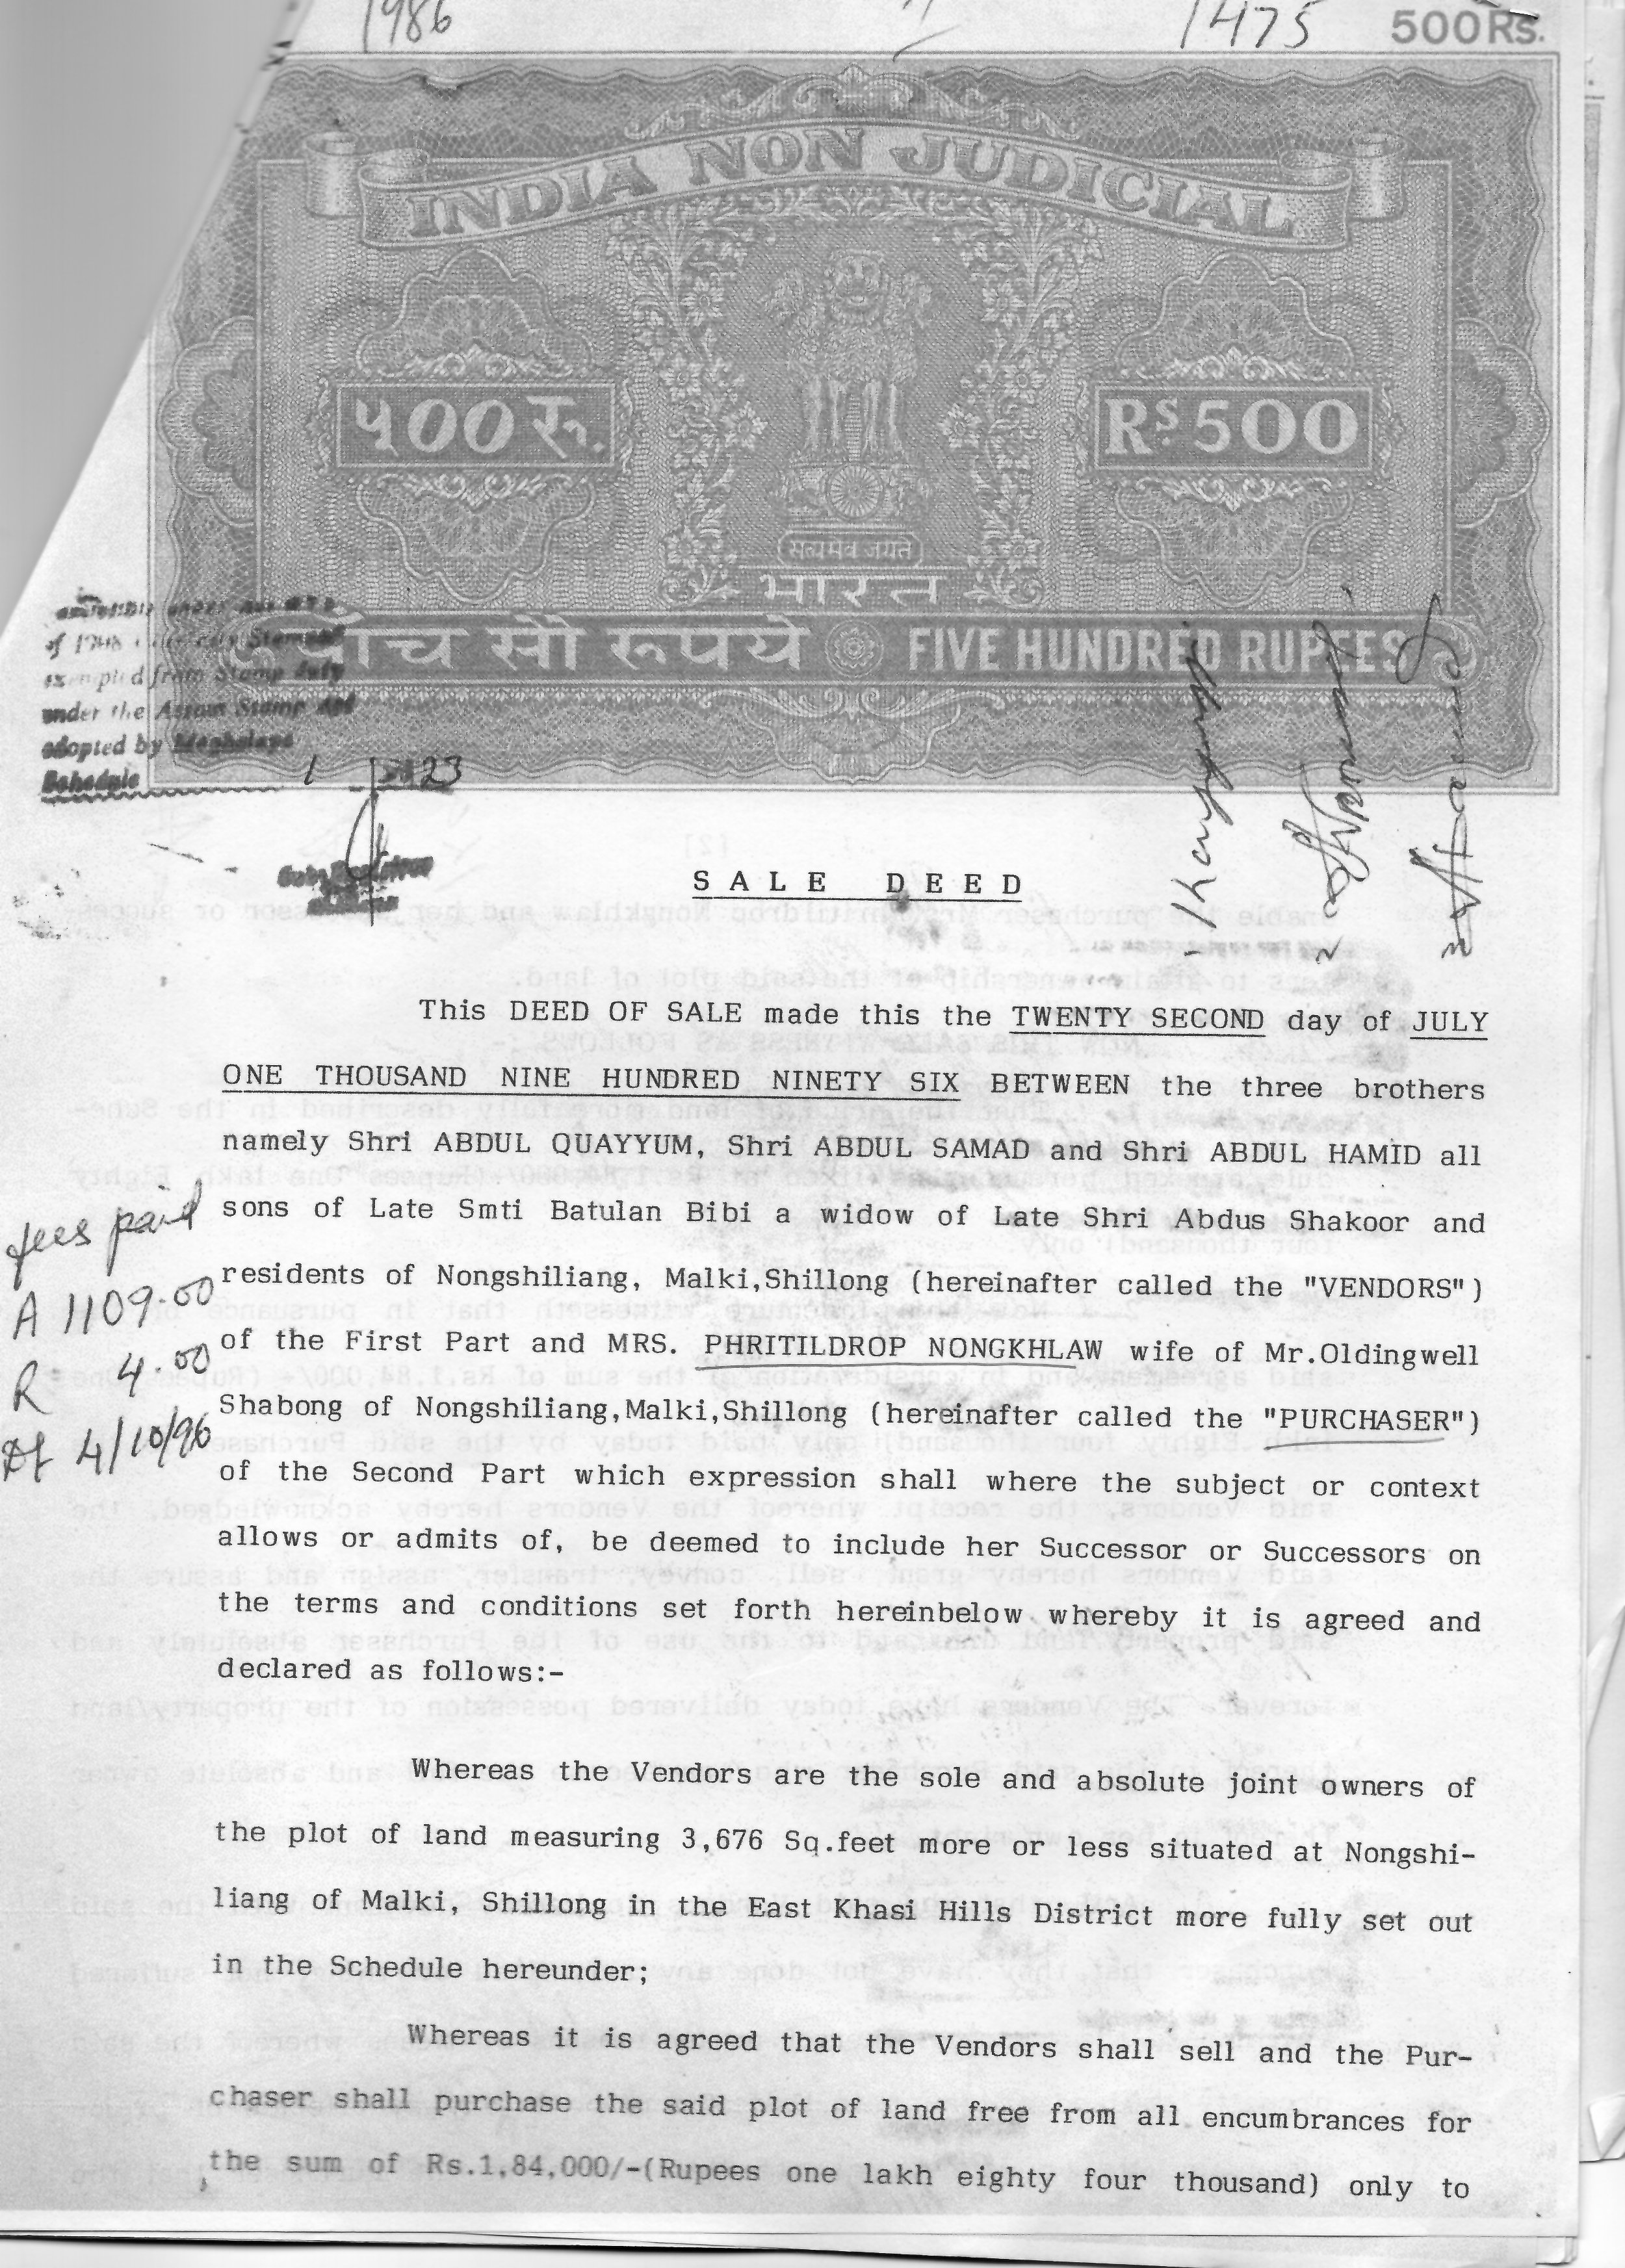 1986 1475 500Rs.
INDIA NON JUDICIAL
५00 रू. Rs. 500
सत्यमेव जयते
भारत
पाँच सौ रूपये FIVE HUNDRED RUPEES
of
exempted from Stamp duty
under the Assam Stamp Act
adopted by Meghalaya
Schedule 1 23
SALE DEED
This DEED OF SALE made this the TWENTY SECOND day of JULY
ONE THOUSAND NINE HUNDRED NINETY SIX BETWEEN the three brothers
namely Shri ABDUL QUAYYUM, Shri ABDUL SAMAD and Shri ABDUL HAMID all
sons of Late Smti Batulan Bibi a widow of Late Shri Abdus Shakoor and
residents of Nongshiliang, Malki,Shillong (hereinafter called the "VENDORS")
of the First Part and MRS. PHRITILDROP NONGKHLAW wife of Mr.Oldingwell
Shabong of Nongshiliang,Malki,Shillong (hereinafter called the "PURCHASER")
of the Second Part which expression shall where the subject or context
allows or admits of, be deemed to include her Successor or Successors on
the terms and conditions set forth hereinbelow whereby it is agreed and
declared as follows:-
fees paid
A 1109.00
R 4.00
Dt 4/10/96
Whereas the Vendors are the sole and absolute joint owners of
the plot of land measuring 3,676 Sq.feet more or less situated at Nongshi-
liang of Malki, Shillong in the East Khasi Hills District more fully set out
in the Schedule hereunder;
Whereas it is agreed that the Vendors shall sell and the Pur-
chaser shall purchase the said plot of land free from all encumbrances for
the sum of Rs.1,84,000/-(Rupees one lakh eighty four thousand) only to